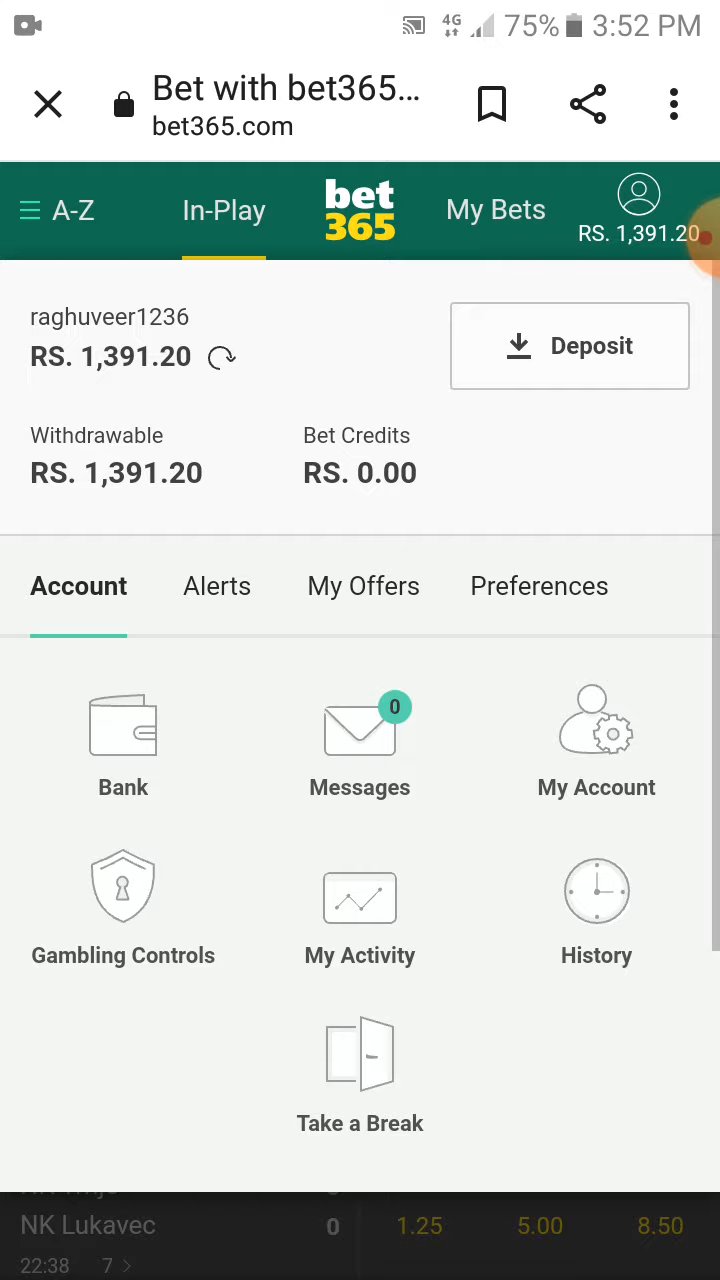 4G 75% 3:52 PM
Bet with bet365...
bet365.com
A-Z In-Play bet365 My Bets
RS. 1,391.20
raghuveer1236
RS. 1,391.20
Deposit
Withdrawable Bet Credits
RS. 1,391.20 RS. 0.00
Account Alerts My Offers Preferences
0
Bank Messages My Account
Gambling Controls My Activity History
Take a Break
NK Lukavec 0 1.25 5.00 8.50
22:38 7 >